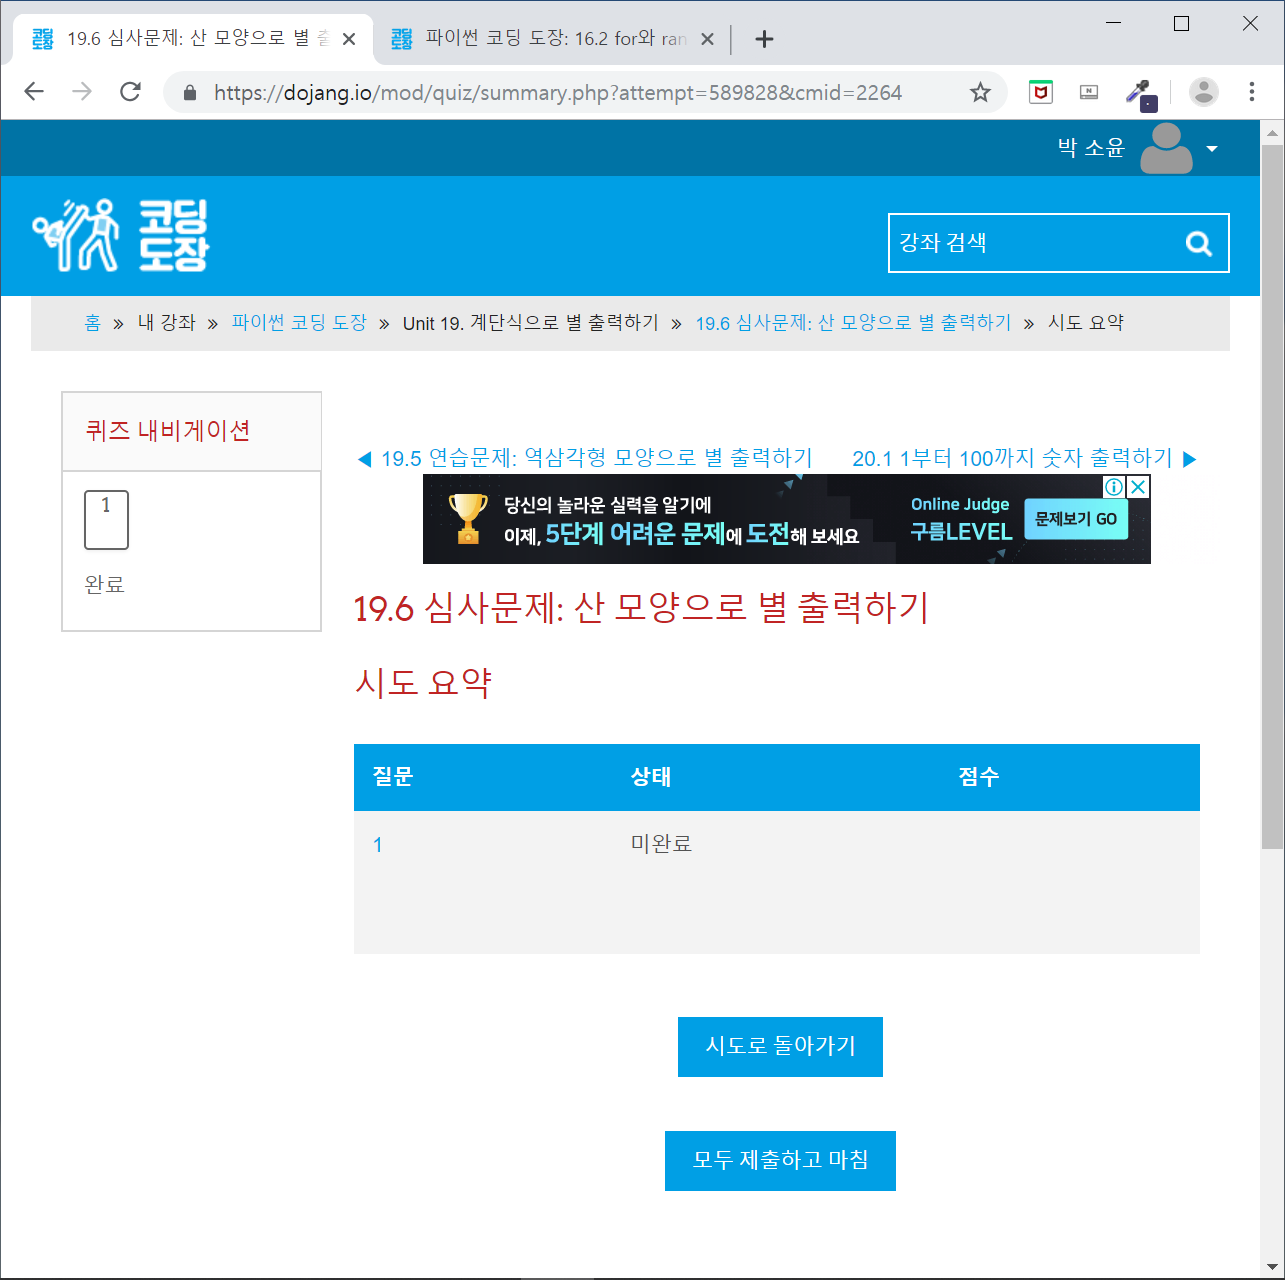 19.6 심사문제: 산 모양으로 별
파이썬 코딩 도장: 16.2 for와 ran
https://dojang.io/mod/quiz/summary.php?attempt=589828&cmid=2264
박 소윤
코딩
도장
강좌 검색
홈 » 내 강좌 » 파이썬 코딩 도장 » Unit 19. 계단식으로 별 출력하기 » 19.6 심사문제: 산 모양으로 별 출력하기 » 시도 요약
퀴즈 내비게이션
1
완료
◀ 19.5 연습문제: 역삼각형 모양으로 별 출력하기
20.1 1부터 100까지 숫자 출력하기 ▶
당신의 놀라운 실력을 알기에
이제, 5단계 어려운 문제에 도전해 보세요
Online Judge
구름LEVEL
문제보기 GO
19.6 심사문제: 산 모양으로 별 출력하기
시도 요약
질문 상태 점수
1 미완료
시도로 돌아가기
모두 제출하고 마침